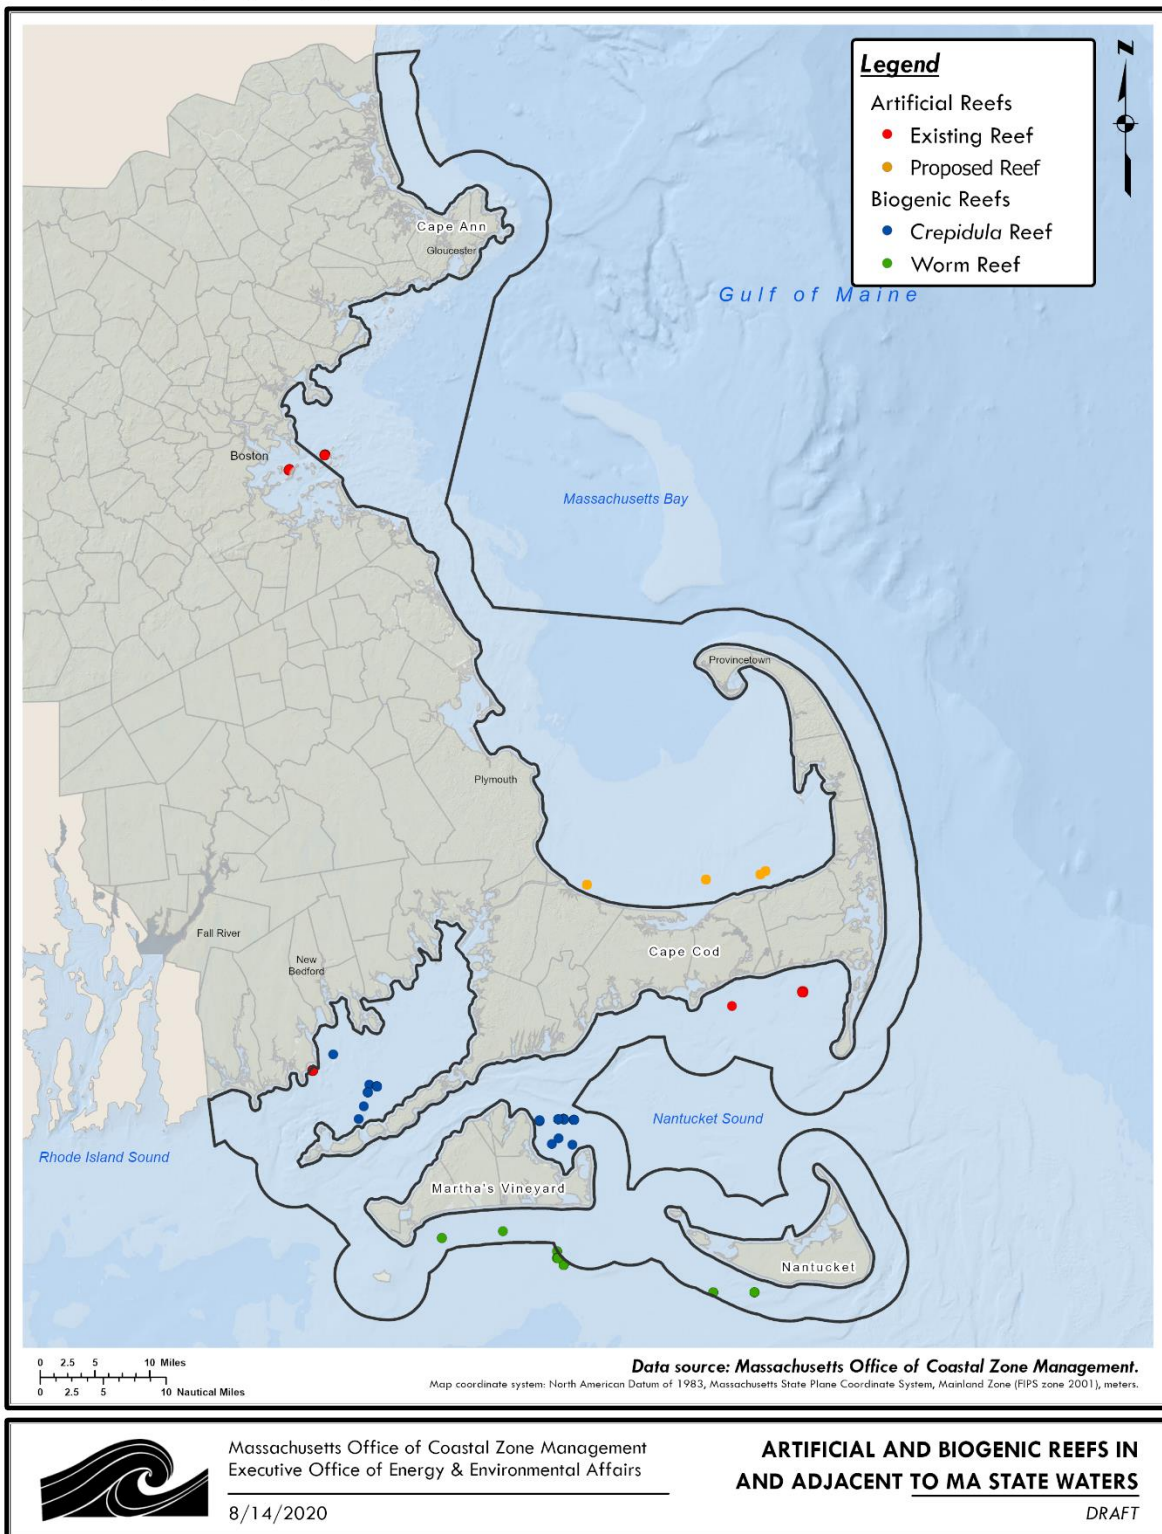 Legend
Artificial Reefs
Existing Reef
Proposed Reef
Biogenic Reefs
Crepidula Reef
Worm Reef
N
Cape Ann
Gloucester
Gulf of Maine
Boston
Massachusetts Bay
Provincetown
Plymouth
Fall River
New
Bedford
Cape Cod
Nantucket Sound
Rhode Island Sound
Martha's Vineyard
Nantucket
0 2.5 5 10 Miles
0 2.5 5 10 Nautical Miles
Data source: Massachusetts Office of Coastal Zone Management.
Map coordinate system: North American Datum of 1983, Massachusetts State Plane Coordinate System, Mainland Zone (FIPS zone 2001), meters.
Massachusetts Office of Coastal Zone Management
Executive Office of Energy & Environmental Affairs
8/14/2020
ARTIFICIAL AND BIOGENIC REEFS IN
AND ADJACENT TO MA STATE WATERS
DRAFT